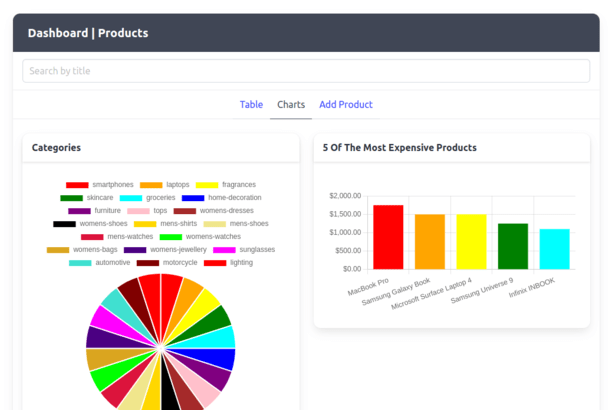 Dashboard | Products
Search by title
Table Charts Add Product
Categories
smartphones laptops fragrances
skincare groceries home-decoration
furniture tops womens-dresses
womens-shoes mens-shirts mens-shoes
mens-watches womens-watches
womens-bags womens-jewellery sunglasses
automotive motorcycle lighting
5 Of The Most Expensive Products
$2,000.00
$1,500.00
$1,000.00
$500.00
$0.00
MacBook Pro
Samsung Galaxy Book
Microsoft Surface Laptop 4
Samsung Universe 9
Infinix INBOOK